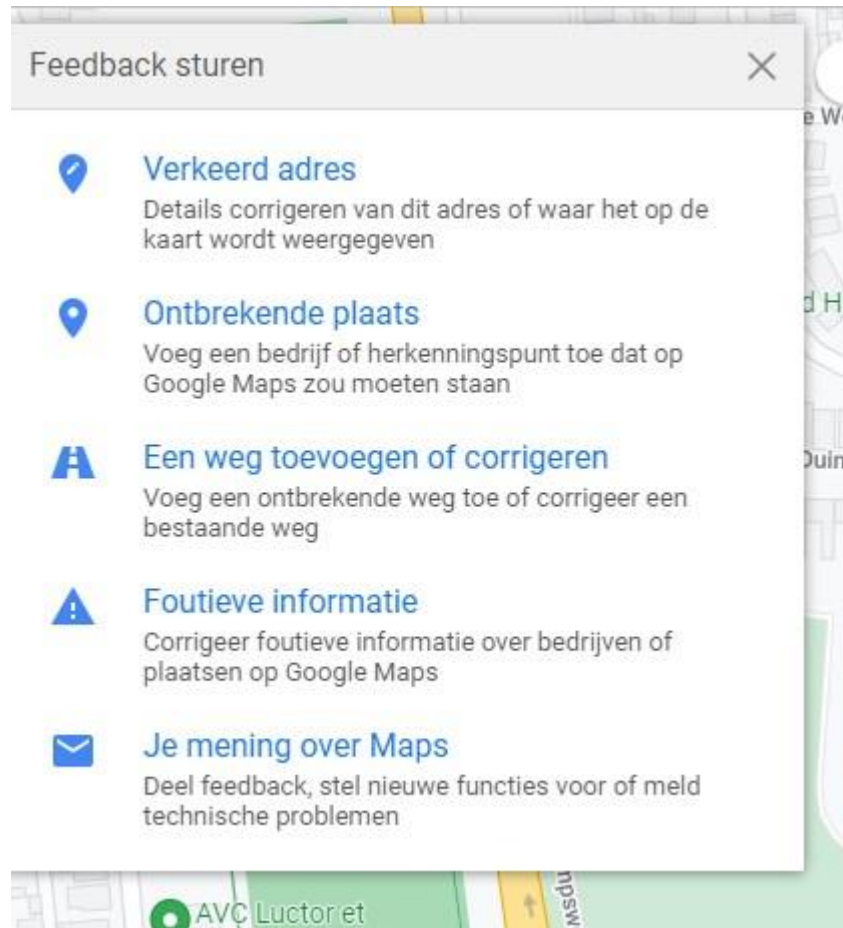 Feedback sturen
e W
Verkeerd adres
Details corrigeren van dit adres of waar het op de
kaart wordt weergegeven
d H
Ontbrekende plaats
Voeg een bedrijf of herkenningspunt toe dat op
Google Maps zou moeten staan
Een weg toevoegen of corrigeren
Duin
Voeg een ontbrekende weg toe of corrigeer een
bestaande weg
Foutieve informatie
Corrigeer foutieve informatie over bedrijven of
plaatsen op Google Maps
Je mening over Maps
Deel feedback, stel nieuwe functies voor of meld
technische problemen
AVC Luctor et
mpsw